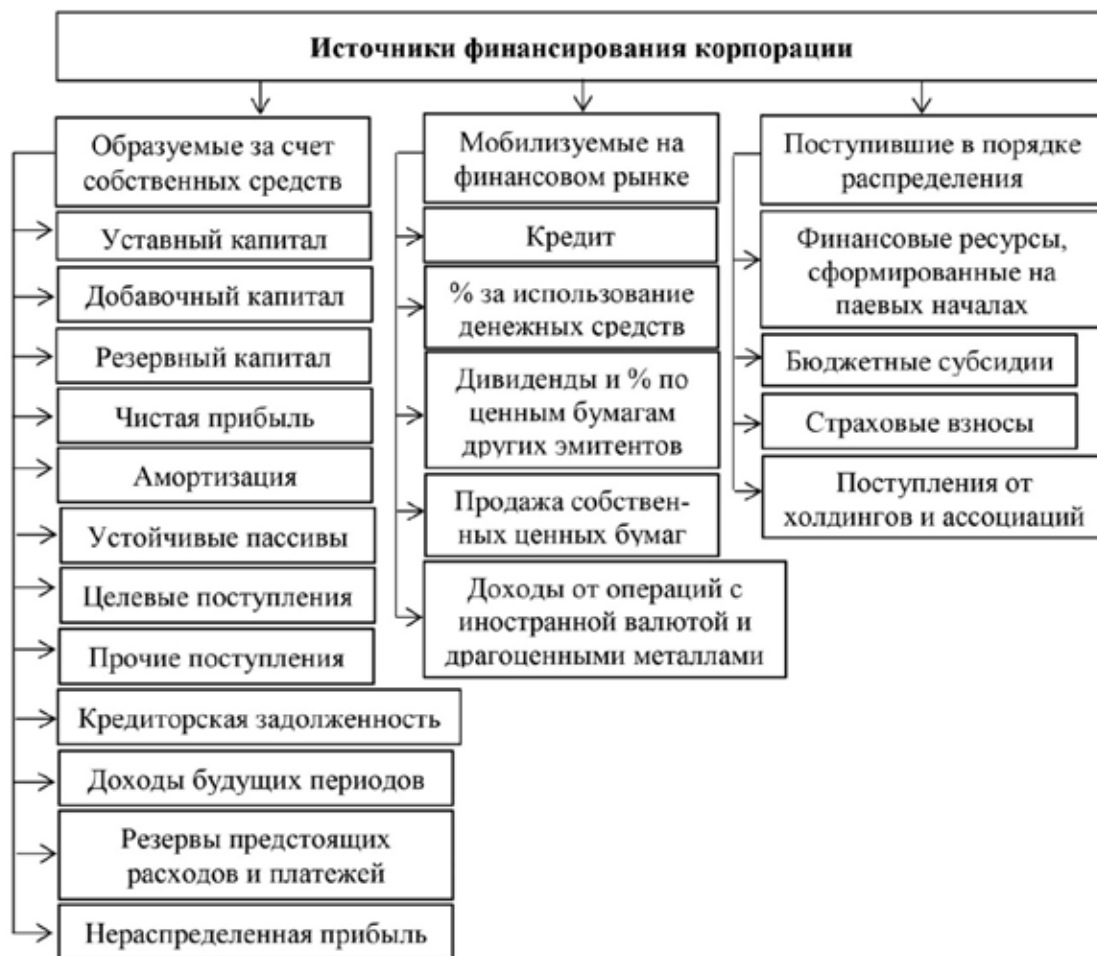 Источники финансирования корпорации
Образуемые за счет
собственных средств
Уставный капитал
Добавочный капитал
Резервный капитал
Чистая прибыль
Амортизация
Устойчивые пассивы
Целевые поступления
Прочие поступления
Кредиторская задолженность
Доходы будущих периодов
Резервы предстоящих
расходов и платежей
Нераспределенная прибыль
Мобилизуемые на
финансовом рынке
Кредит
% за использование
денежных средств
Дивиденды и % по
ценным бумагам
других эмитентов
Продажа собствен-
ных ценных бумаг
Доходы от операций с
иностранной валютой и
драгоценными металлами
Поступившие в порядке
распределения
Финансовые ресурсы,
сформированные на
паевых началах
Бюджетные субсидии
Страховые взносы
Поступления от
холдингов и ассоциаций